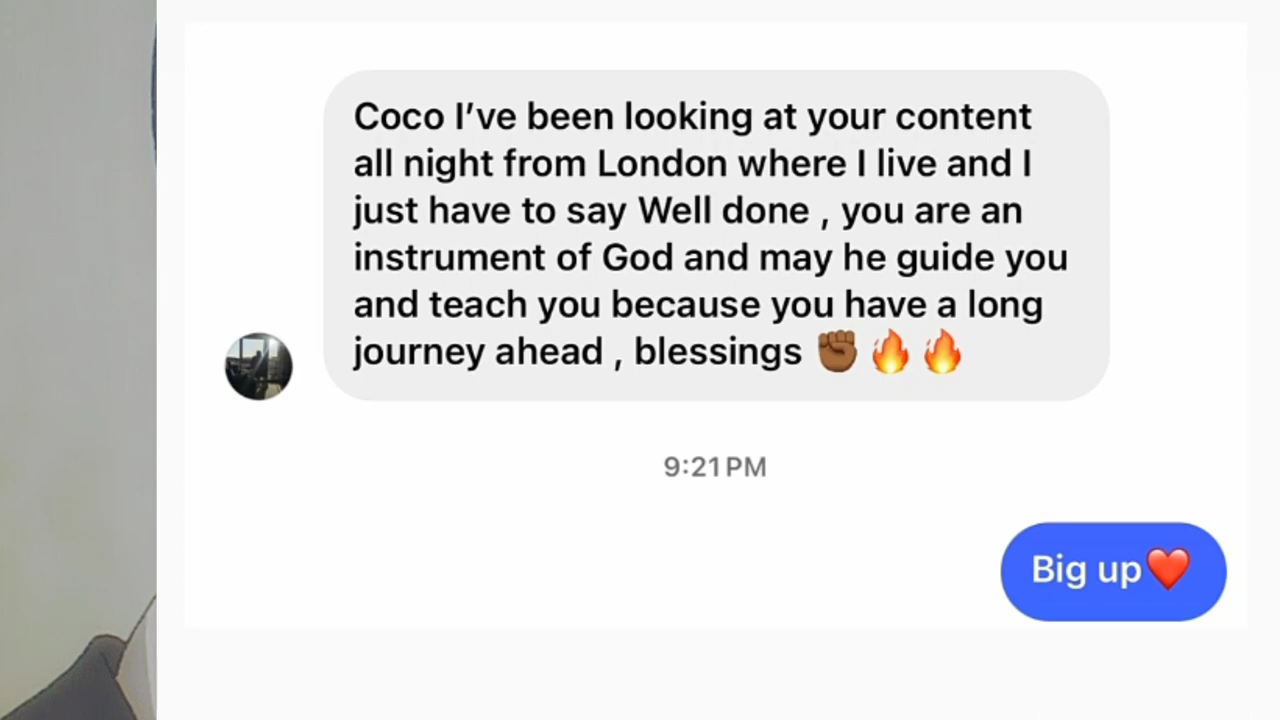 Coco I’ve been looking at your content
all night from London where I live and I
just have to say Well done , you are an
instrument of God and may he guide you
and teach you because you have a long
journey ahead , blessings ✊🏾🔥🔥
9:21 PM
Big up❤️